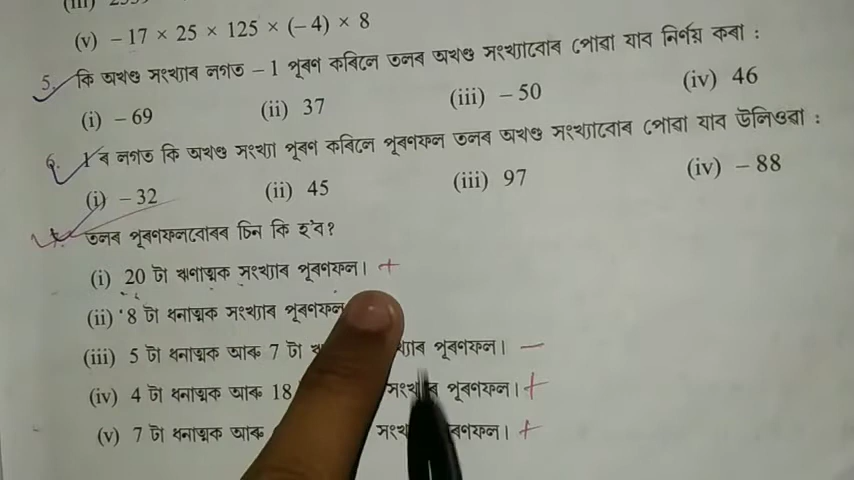 (v) – 17 × 25 × 125 × (– 4) × 8
5. কি অখণ্ড সংখ্যাৰ লগত – 1 পূৰণ কৰিলে তলৰ অখণ্ড সংখ্যাবোৰ পোৱা যাব নিৰ্ণয় কৰা :
(i) – 69 (ii) 37 (iii) – 50 (iv) 46
6. ৰ লগত কি অখণ্ড সংখ্যা পূৰণ কৰিলে পূৰণফল তলৰ অখণ্ড সংখ্যাবোৰ পোৱা যাব উলিওৱা :
(i) – 32 (ii) 45 (iii) 97 (iv) – 88
তলৰ পূৰণফলবোৰৰ চিন কি হ'ব?
(i) 20 টা ঋণাত্মক সংখ্যাৰ পূৰণফল। +
(ii) 8 টা ধনাত্মক সংখ্যাৰ পূৰণফল
(iii) 5 টা ধনাত্মক আৰু 7 টা পূৰণফল। –
(iv) 4 টা ধনাত্মক আৰু 18 পূৰণফল। +
(v) 7 টা ধনাত্মক আৰু +